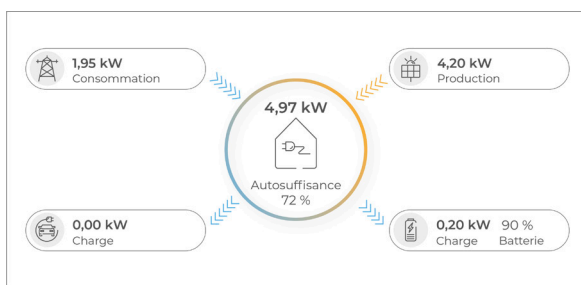 1,95 kW
Consommation
4,20 kW
Production
4,97 kW
Autosuffisance
72 %
0,00 kW
Charge
0,20 kW 90 %
Charge Batterie